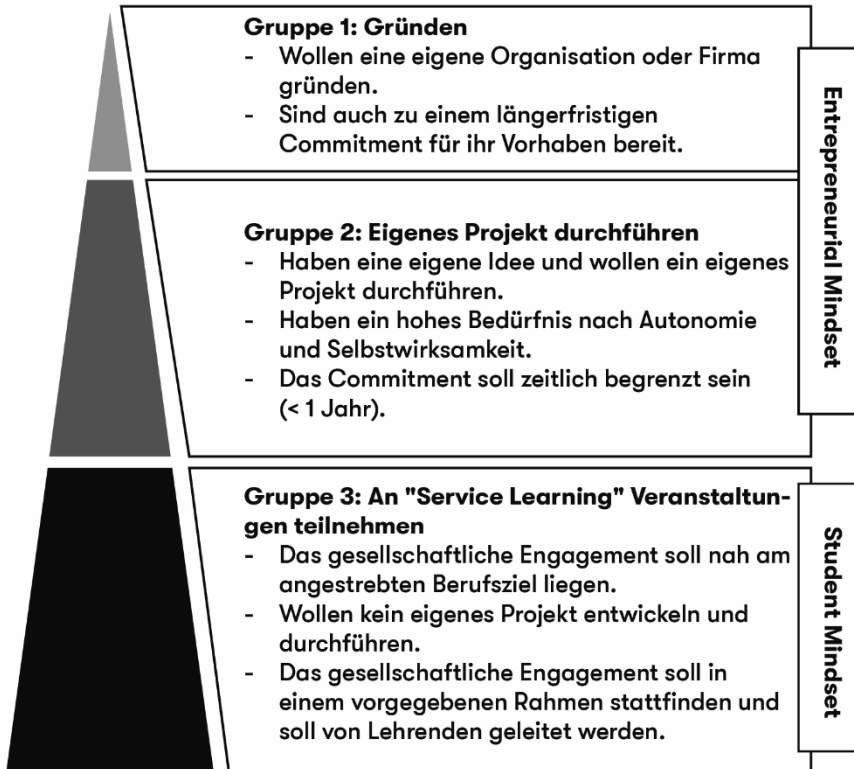 Gruppe 1: Gründen
- Wollen eine eigene Organisation oder Firma
gründen.
- Sind auch zu einem längerfristigen
Commitment für ihr Vorhaben bereit.
Gruppe 2: Eigenes Projekt durchführen
- Haben eine eigene Idee und wollen ein eigenes
Projekt durchführen.
- Haben ein hohes Bedürfnis nach Autonomie
und Selbstwirksamkeit.
- Das Commitment soll zeitlich begrenzt sein
(< 1 Jahr).
Entrepreneurial Mindset
Gruppe 3: An "Service Learning" Veranstaltun-
gen teilnehmen
- Das gesellschaftliche Engagement soll nah am
angestrebten Berufsziel liegen.
- Wollen kein eigenes Projekt entwickeln und
durchführen.
- Das gesellschaftliche Engagement soll in
einem vorgegebenen Rahmen stattfinden und
soll von Lehrenden geleitet werden.
Student Mindset